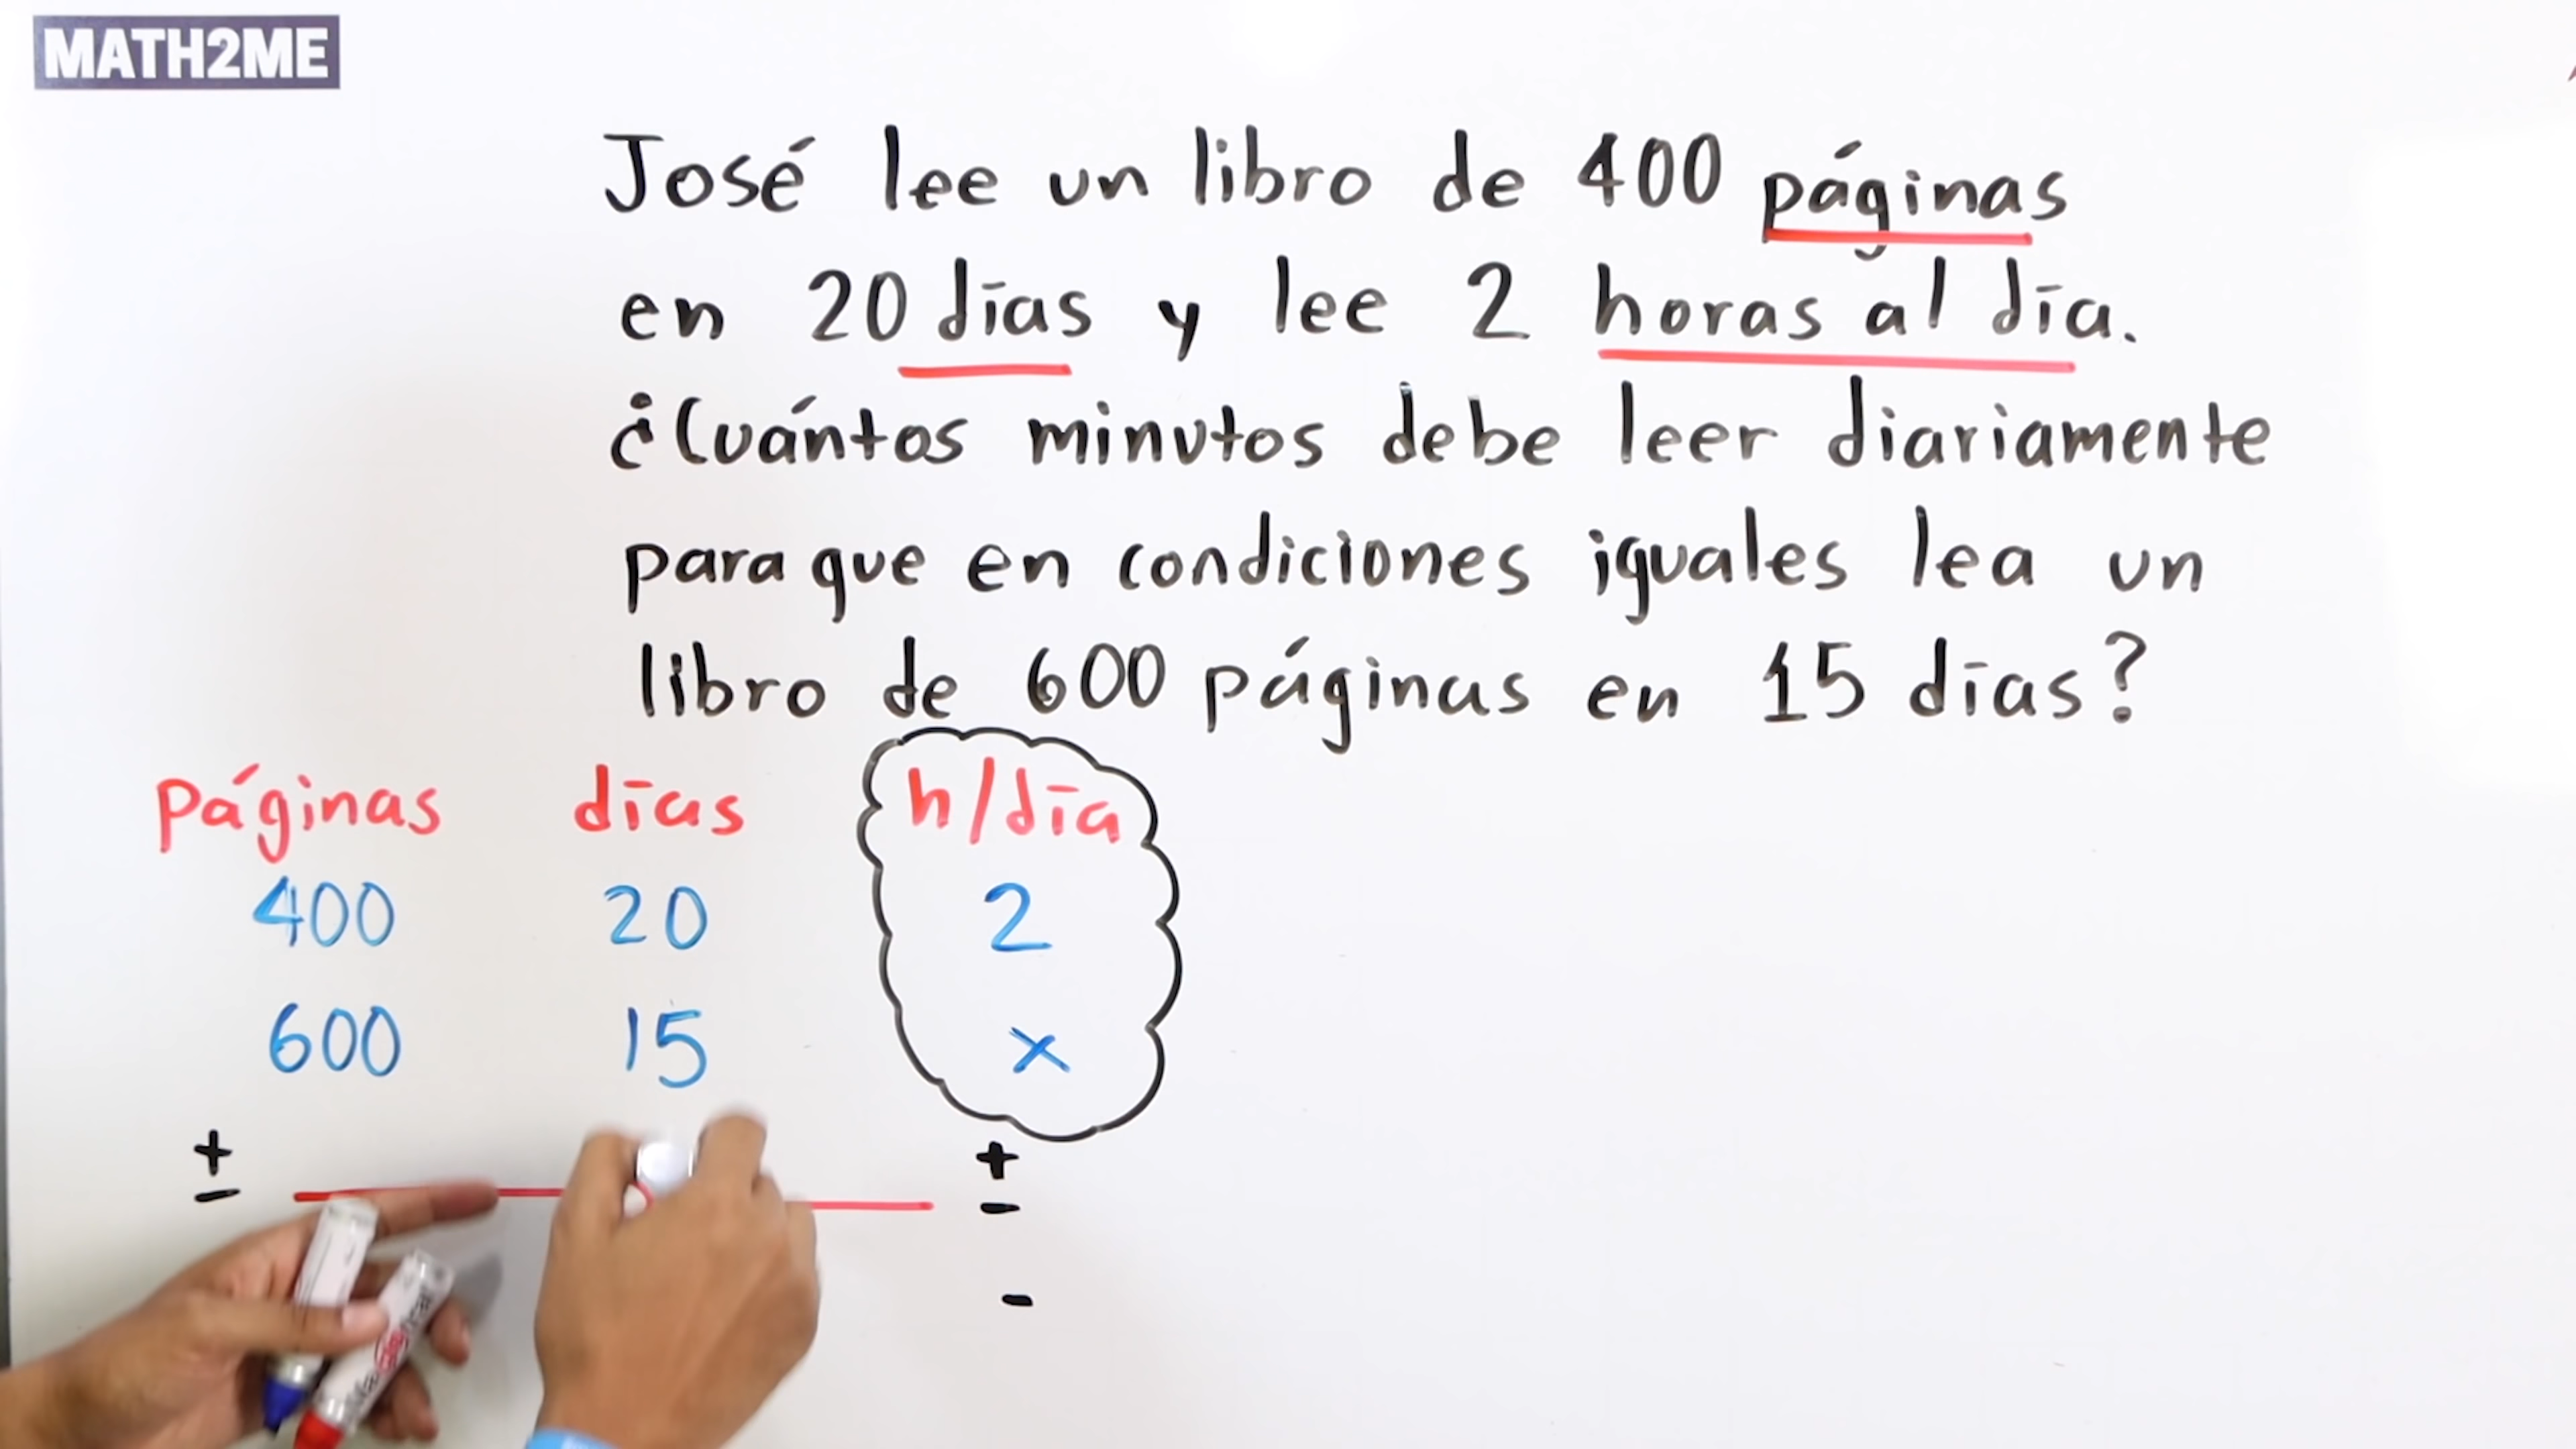 MATH2ME
José lee un libro de 400 páginas
en 20 días y lee 2 horas al día.
¿Cuántos minutos debe leer diariamente
para que en condiciones iguales lea un
libro de 600 páginas en 15 días?
páginas días h/día
400 20 2
600 15 x
+ +
- -
-